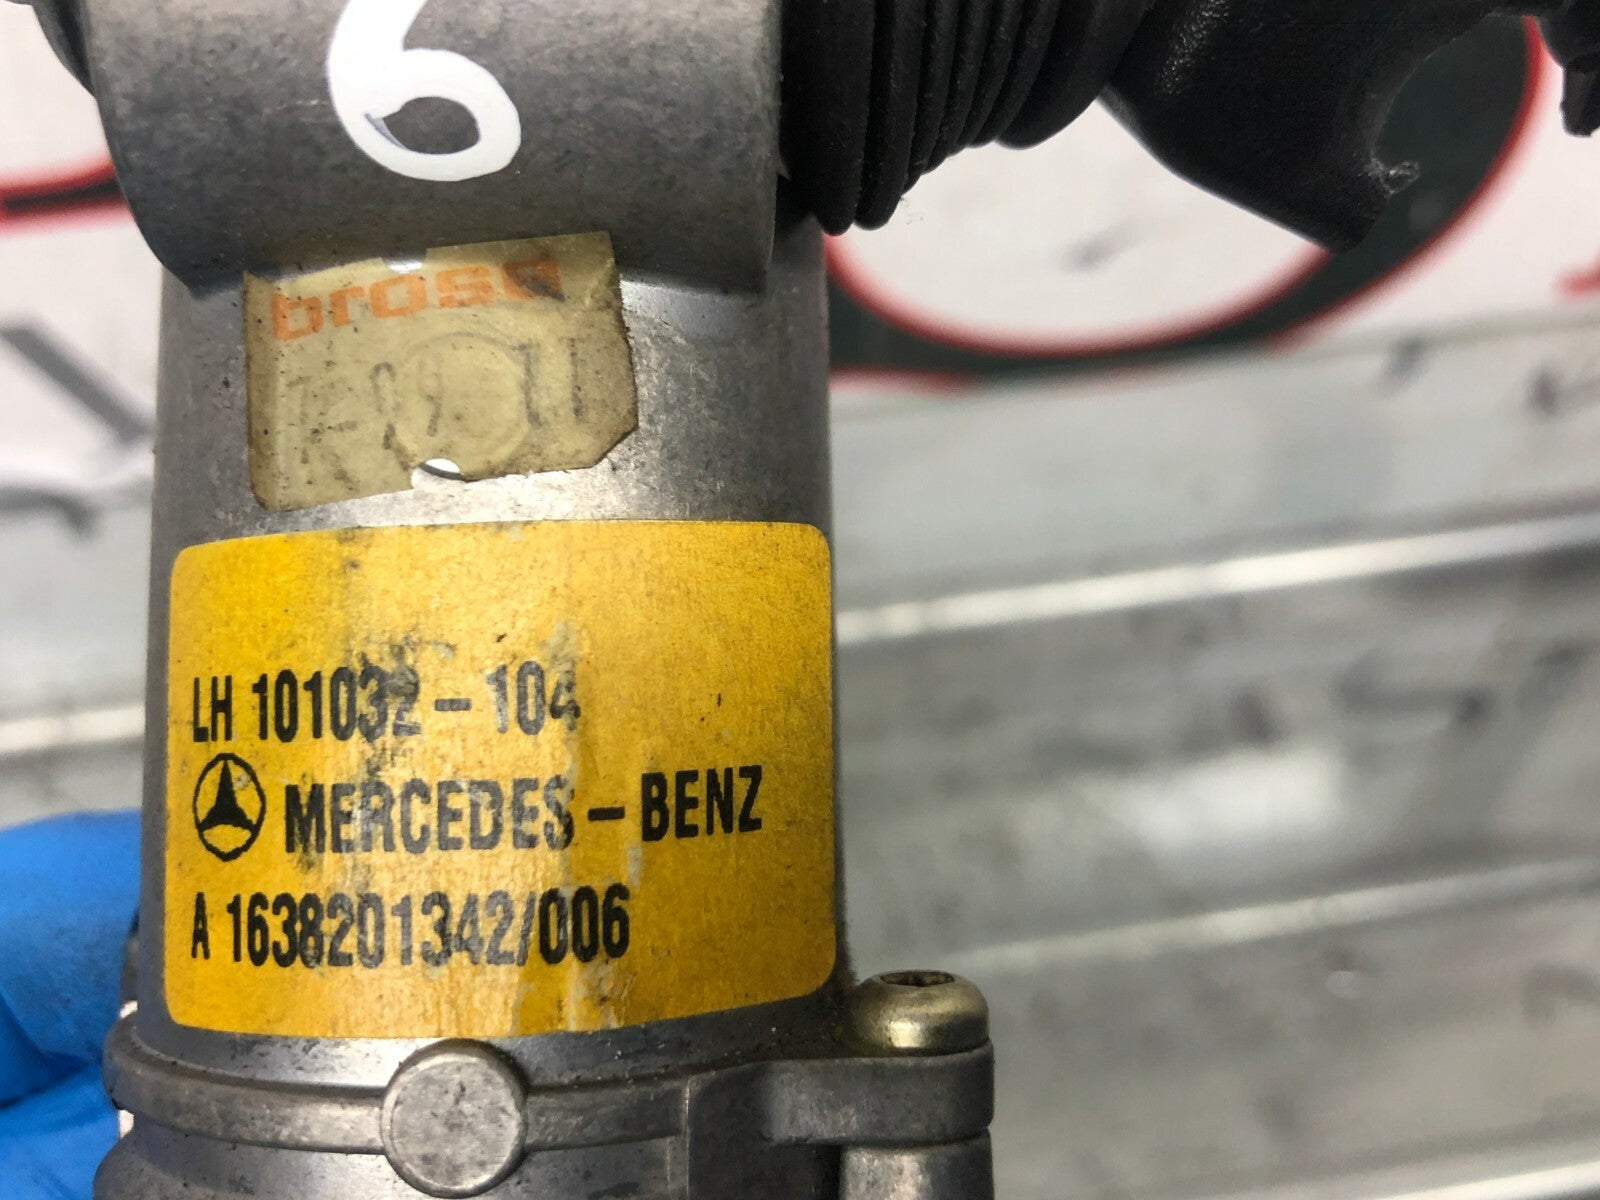 6
brose
LH 101032-104
MERCEDES-BENZ
A 1638201342/006